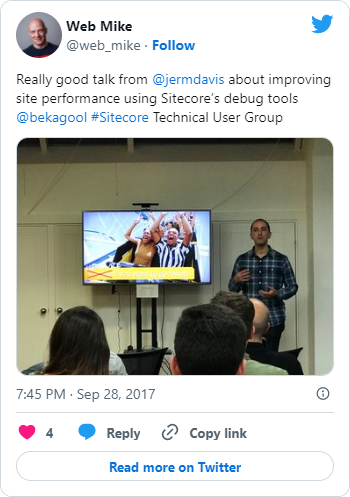 Web Mike
@web_mike · Follow
Really good talk from @jermdavis about improving
site performance using Sitecore's debug tools
@bekagool #Sitecore Technical User Group
7:45 PM · Sep 28, 2017
4 Reply Copy link
Read more on Twitter